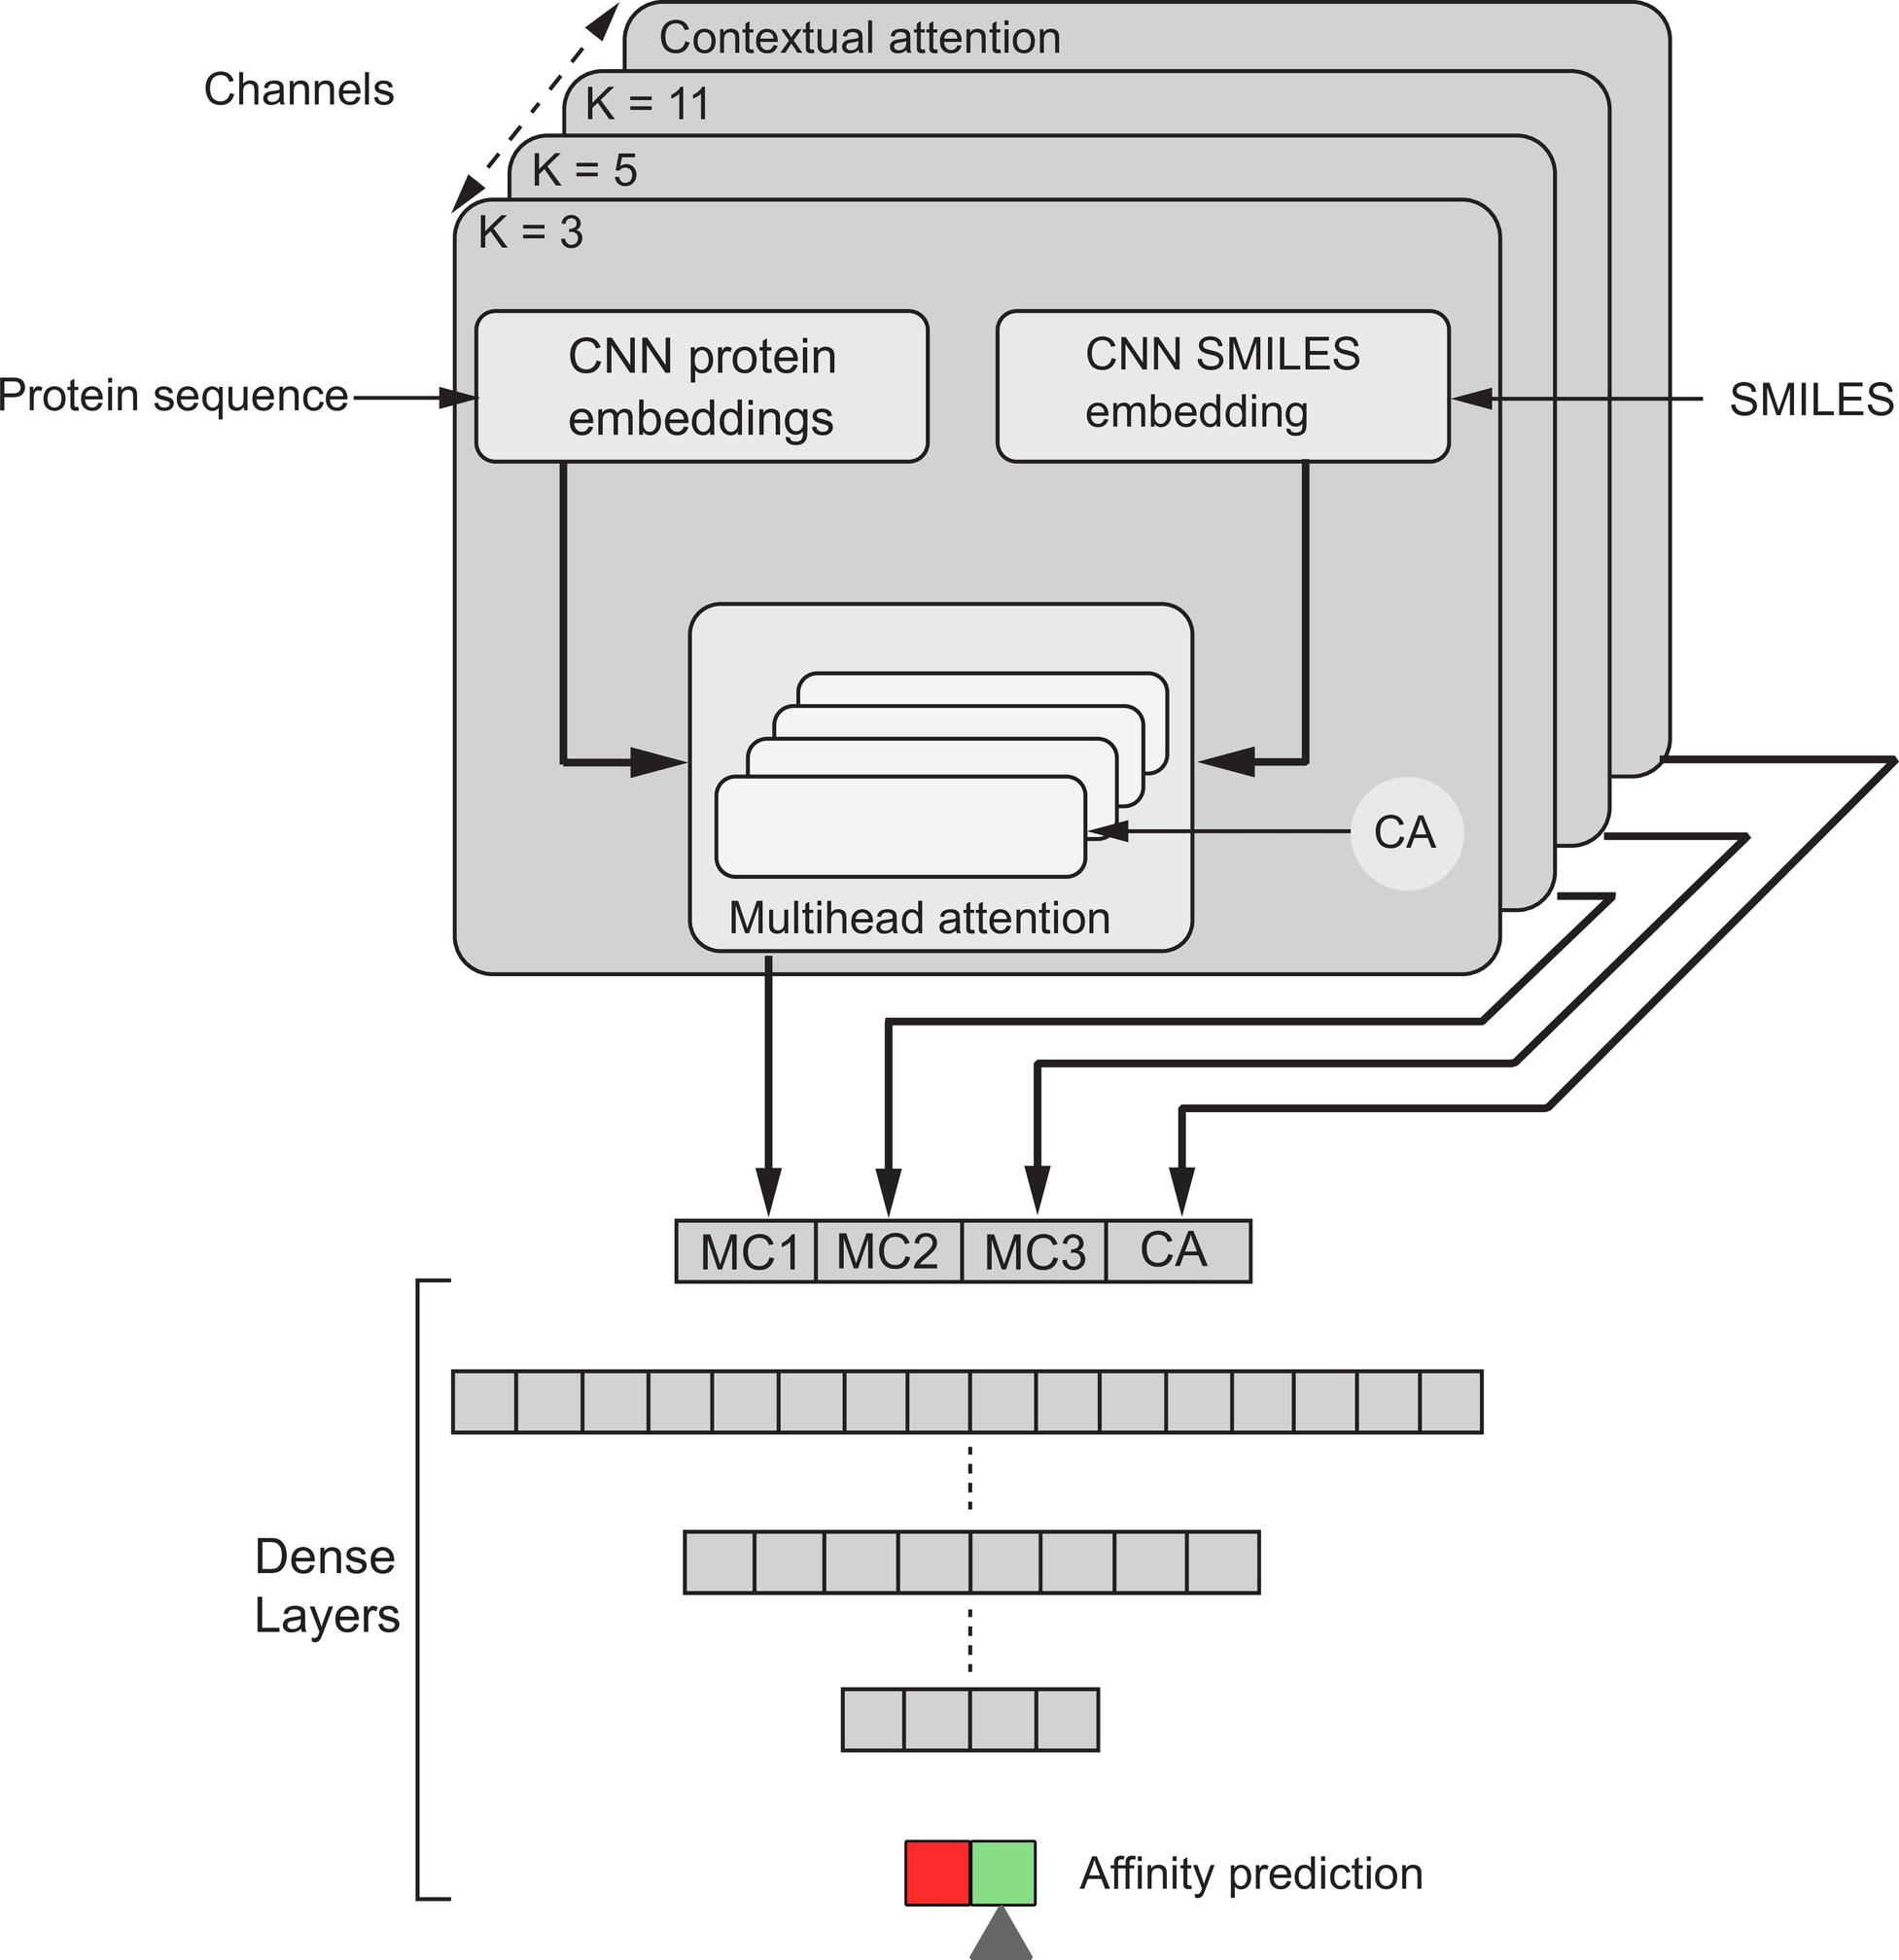 Contextual attention
Channels
K = 11
K = 5
K = 3
CNN protein
embeddings
CNN SMILES
embedding
Protein sequence
SMILES
CA
Multihead attention
MC1 MC2 MC3 CA
Dense
Layers
Affinity prediction